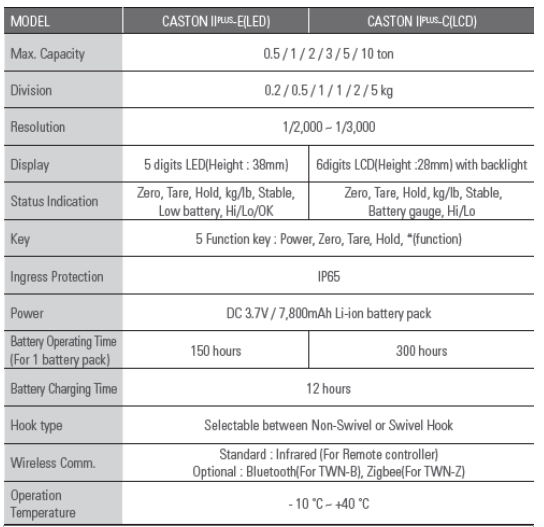 MODEL CASTON IIPLUS-E(LED) CASTON IIPLUS-C(LCD)
Max. Capacity 0.5 / 1 / 2 / 3 / 5 / 10 ton
Division 0.2 / 0.5 / 1 / 1 / 2 / 5 kg
Resolution 1/2,000 ~ 1/3,000
Display 5 digits LED(Height : 38mm) 6digits LCD(Height :28mm) with backlight
Status Indication Zero, Tare, Hold, kg/lb, Stable, Zero, Tare, Hold, kg/lb, Stable,
Low battery, Hi/Lo/OK Battery gauge, Hi/Lo
Key 5 Function key : Power, Zero, Tare, Hold, *(function)
Ingress Protection IP65
Power DC 3.7V / 7,800mAh Li-ion battery pack
Battery Operating Time
(For 1 battery pack) 150 hours 300 hours
Battery Charging Time 12 hours
Hook type Selectable between Non-Swivel or Swivel Hook
Wireless Comm. Standard : Infrared (For Remote controller)
Optional : Bluetooth(For TWN-B), Zigbee(For TWN-Z)
Operation
Temperature - 10 °C ~ +40 °C